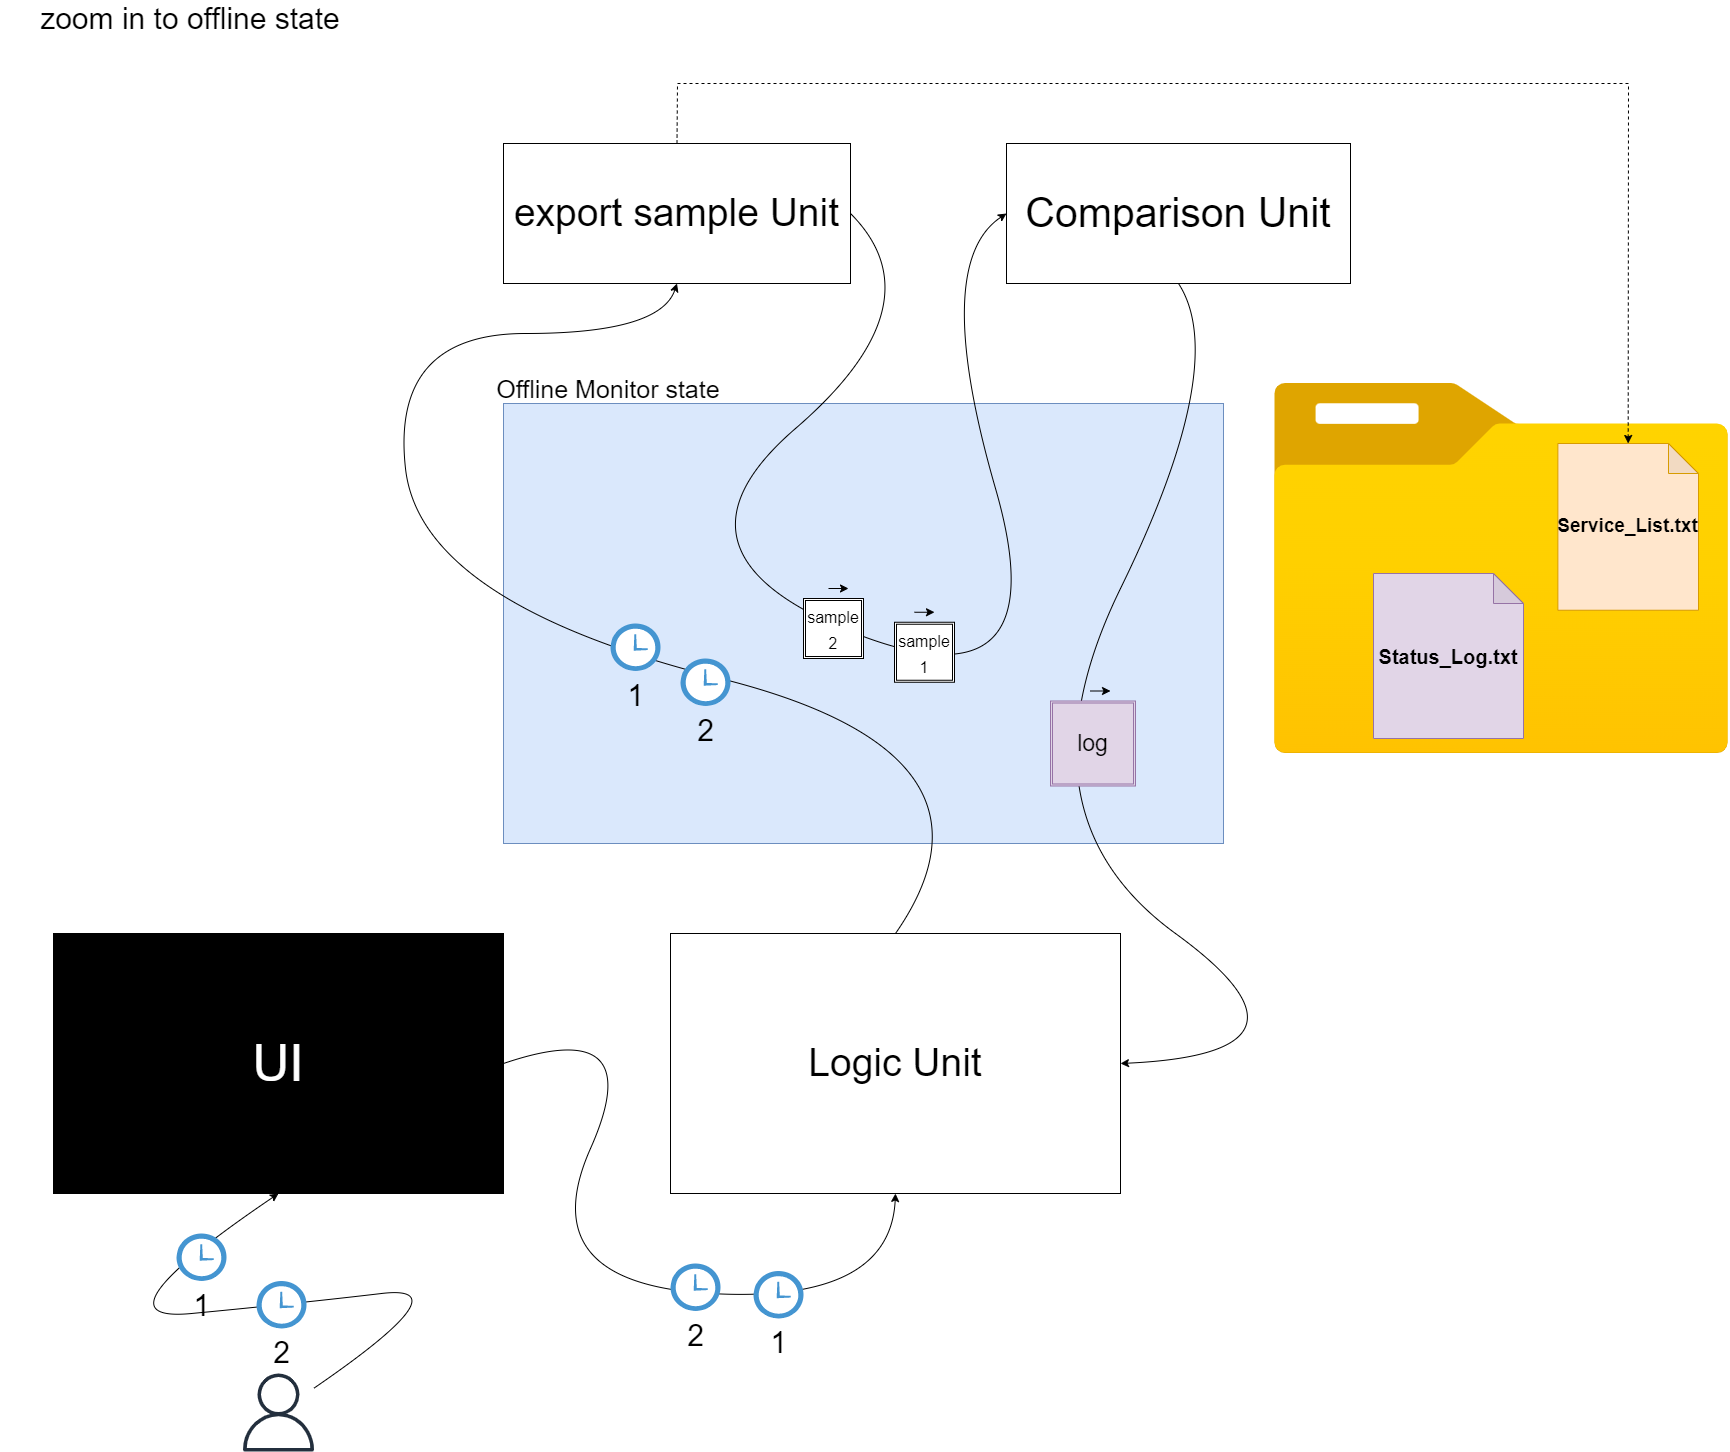 zoom in to offline state
export sample Unit
Comparison Unit
Offline Monitor state
Service_List.txt
sample
2
sample
1
Status_Log.txt
1
2
log
UI
Logic Unit
1
2
2
1